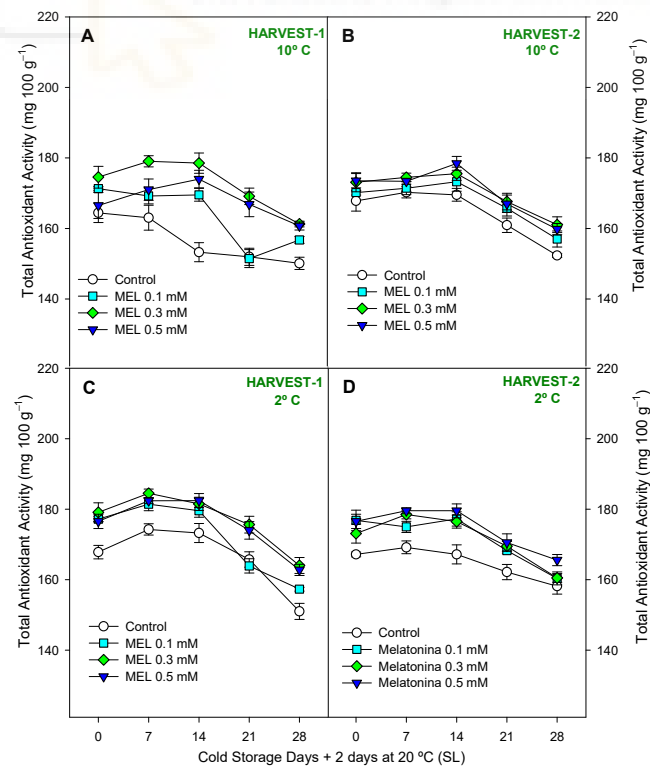 220
200
180
160
140
Total Antioxidant Activity (mg 100 g⁻¹)
A
HARVEST-1
10º C
Control
MEL 0.1 mM
MEL 0.3 mM
MEL 0.5 mM
B
HARVEST-2
10º C
Control
MEL 0.1 mM
MEL 0.3 mM
MEL 0.5 mM
220
200
180
160
140
Total Antioxidant Activity (mg 100 g⁻¹)
220
200
180
160
140
Total Antioxidant Activity (mg 100 g⁻¹)
C
HARVEST-1
2º C
Control
MEL 0.1 mM
MEL 0.3 mM
MEL 0.5 mM
D
HARVEST-2
2º C
Control
Melatonina 0.1 mM
Melatonina 0.3 mM
Melatonina 0.5 mM
220
200
180
160
140
Total Antioxidant Activity (mg 100 g⁻¹)
0 7 14 21 28 0 7 14 21 28
Cold Storage Days + 2 days at 20 ºC (SL)